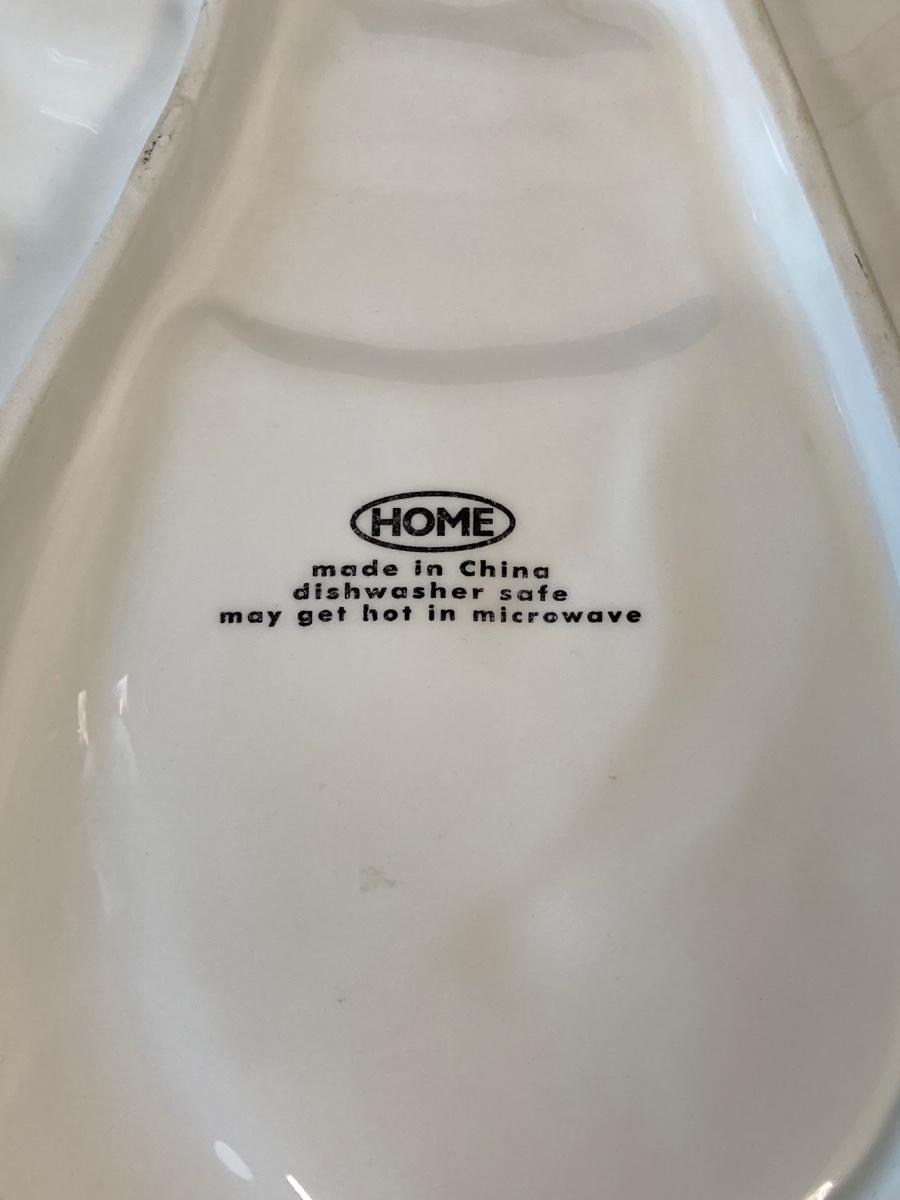 HOME
made in China
dishwasher safe
may get hot in microwave